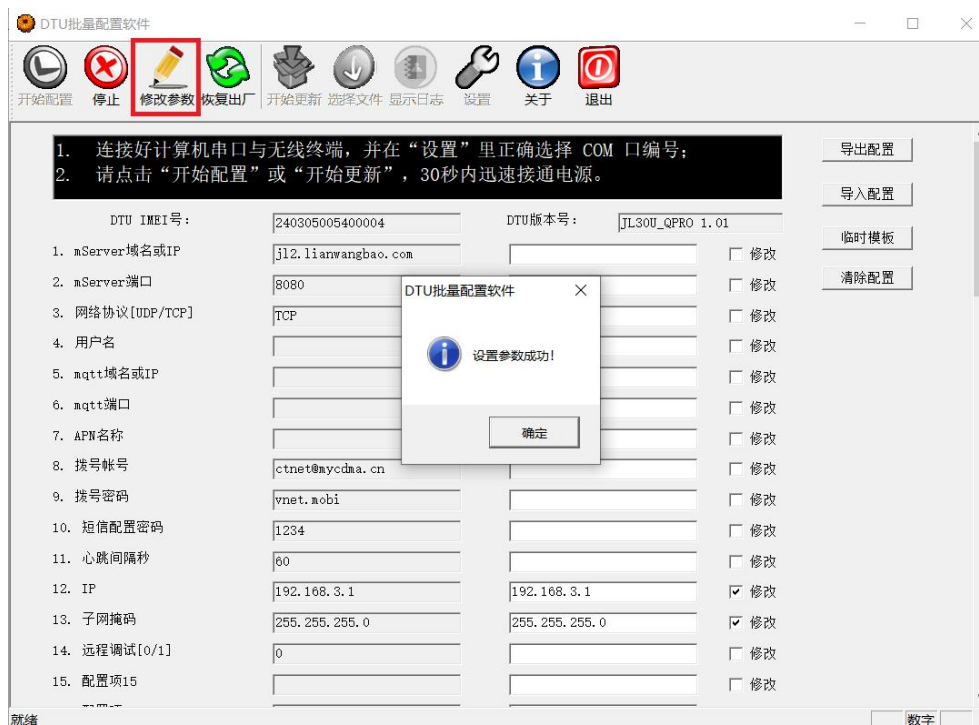 DTU批量配置软件
开始配置 停止 修改参数 恢复出厂 开始更新 选择文件 显示日志 设置 关于 退出
1. 连接好计算机串口与无线终端，并在“设置”里正确选择 COM 口编号；
2. 请点击“开始配置”或“开始更新”，30秒内迅速接通电源。
导出配置
导入配置
临时模板
清除配置
DTU IMEI号： 240305005400004 DTU版本号： JL30U_QPRO 1.01
1. mServer域名或IP jl2.lianwangbao.com 修改
2. mServer端口 8080 修改
3. 网络协议[UDP/TCP] TCP 修改
4. 用户名 修改
5. mqtt域名或IP 修改
6. mqtt端口 修改
7. APN名称 修改
8. 拨号帐号 ctnet@mycdma.cn 修改
9. 拨号密码 vnet.mobi 修改
10. 短信配置密码 1234 修改
11. 心跳间隔秒 60 修改
12. IP 192.168.3.1 192.168.3.1 修改
13. 子网掩码 255.255.255.0 255.255.255.0 修改
14. 远程调试[0/1] 0 修改
15. 配置项15 修改
DTU批量配置软件
设置参数成功!
确定
就绪 数字